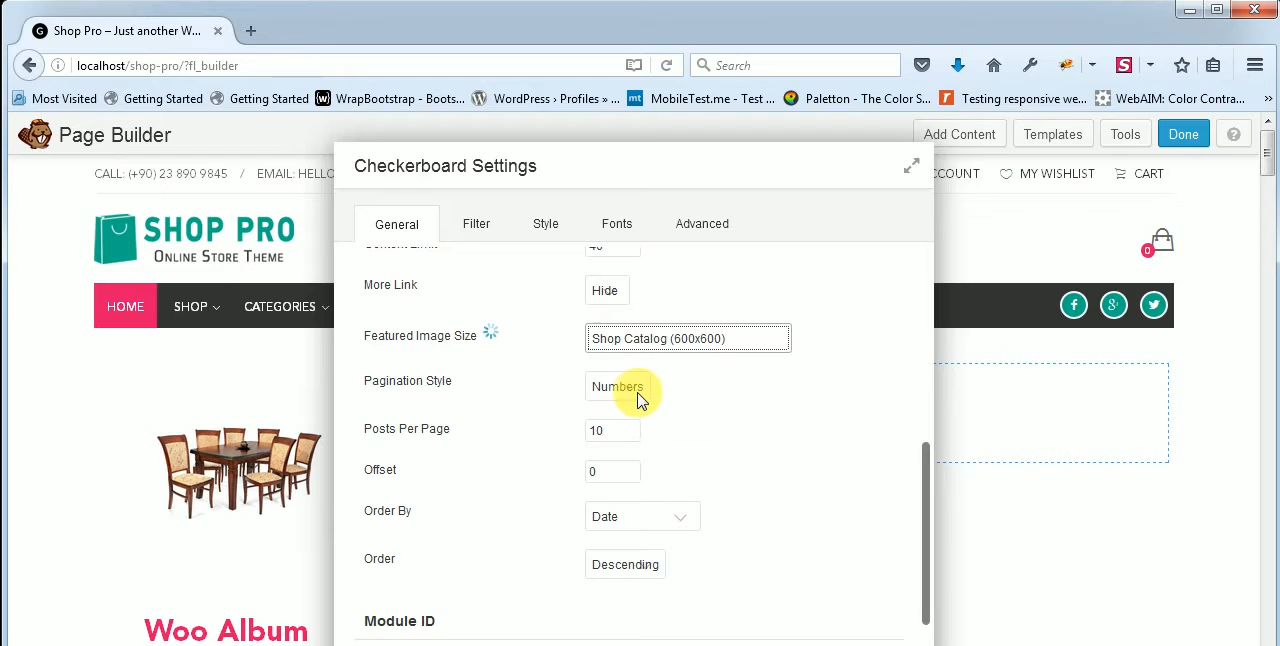 Shop Pro – Just another W...
localhost/shop-pro/?fl_builder
Search
Most Visited
Getting Started
Getting Started
WrapBootstrap - Boots...
WordPress › Profiles » ...
MobileTest.me - Test ...
Paletton - The Color S...
Testing responsive we...
WebAIM: Color Contra...
Page Builder
Add Content
Templates
Tools
Done
?
CALL: (+90) 23 890 9845 / EMAIL: HELLO
COUNT
MY WISHLIST
CART
SHOP PRO
ONLINE STORE THEME
0
HOME
SHOP
CATEGORIES
Checkerboard Settings
General
Filter
Style
Fonts
Advanced
More Link
Hide
Featured Image Size
Shop Catalog (600x600)
Pagination Style
Numbers
Posts Per Page
10
Offset
0
Order By
Date
Order
Descending
Module ID
Woo Album